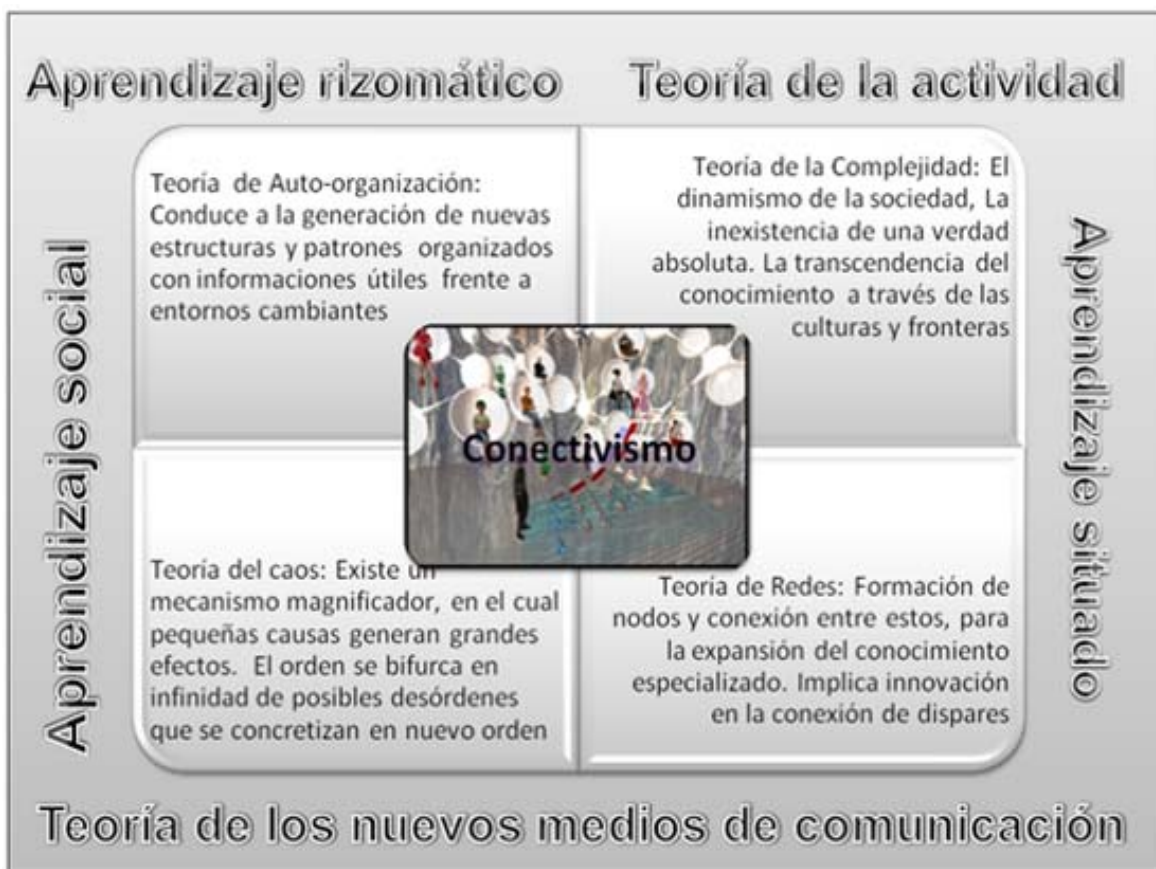 Aprendizaje rizomático
Teoría de la actividad
Aprendizaje social
Teoría de Auto-organización:
Conduce a la generación de nuevas
estructuras y patrones organizados
con informaciones útiles frente a
entornos cambiantes
Teoría de la Complejidad: El
dinamismo de la sociedad, La
inexistencia de una verdad
absoluta. La transcendencia del
conocimiento a través de las
culturas y fronteras
Conectivismo
Teoría del caos: Existe un
mecanismo magnificador, en el cual
pequeñas causas generan grandes
efectos. El orden se bifurca en
infinidad de posibles desórdenes
que se concretizan en nuevo orden
Teoría de Redes: Formación de
nodos y conexión entre estos, para
la expansión del conocimiento
especializado. Implica innovación
en la conexión de dispares
Aprendizaje situado
Teoría de los nuevos medios de comunicación